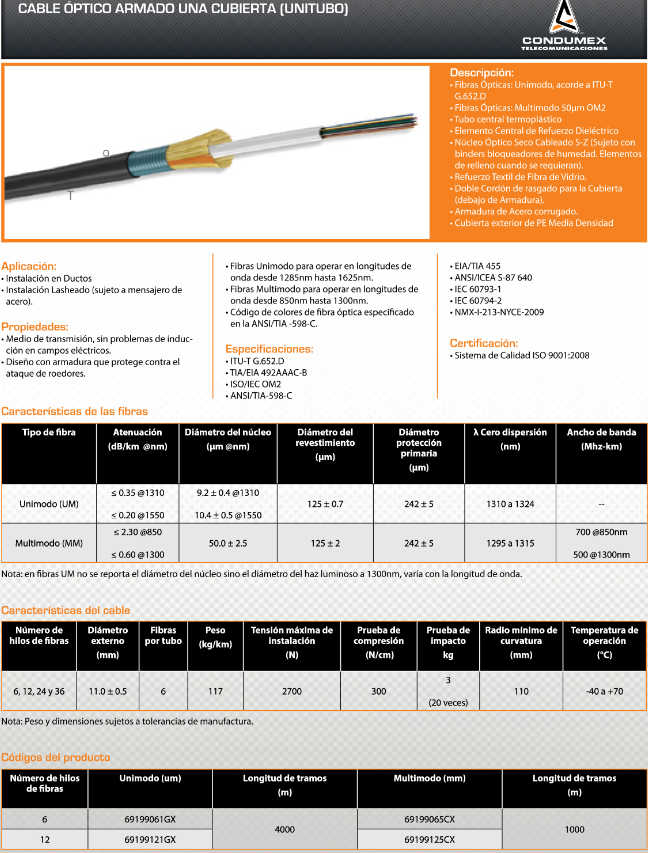 CABLE ÓPTICO ARMADO UNA CUBIERTA (UNITUBO)
CONDUMEX
TELECOMUNICACIONES
Descripción:
• Fibras Ópticas: Unimodo, acorde a ITU-T
G.652.D
• Fibras Ópticas: Multimodo 50µm OM2
• Tubo central termoplástico
• Elemento Central de Refuerzo Dieléctrico
• Núcleo Óptico Seco Cableado S-Z (Sujeto con
binders bloqueadores de humedad. Elementos
de relleno cuando se requieran).
• Refuerzo Textil de Fibra de Vidrio.
• Doble Cordón de rasgado para la Cubierta
(debajo de Armadura).
• Armadura de Acero corrugado.
• Cubierta exterior de PE Media Densidad
Aplicación:
• Instalación en Ductos
• Instalación Lasheado (sujeto a mensajero de
acero).
Propiedades:
• Medio de transmisión, sin problemas de induc-
ción en campos eléctricos.
• Diseño con armadura que protege contra el
ataque de roedores.
• Fibras Unimodo para operar en longitudes de
onda desde 1285nm hasta 1625nm.
• Fibras Multimodo para operar en longitudes de
onda desde 850nm hasta 1300nm.
• Código de colores de fibra óptica especificado
en la ANSI/TIA -598-C.
Especificaciones:
• ITU-T G.652.D
• TIA/EIA 492AAAC-B
• ISO/IEC OM2
• ANSI/TIA-598-C
• EIA/TIA 455
• ANSI/ICEA S-87 640
• IEC 60793-1
• IEC 60794-2
• NMX-I-213-NYCE-2009
Certificación:
• Sistema de Calidad ISO 9001:2008
Características de las fibras
Tipo de fibra Atenuación (dB/km @nm) Diámetro del núcleo (µm @nm) Diámetro del revestimiento (µm) Diámetro protección primaria (µm) λ Cero dispersión (nm) Ancho de banda (Mhz-km)
Unimodo (UM) ≤ 0.35 @1310 ≤ 0.20 @1550 9.2 ± 0.4 @1310 10.4 ± 0.5 @1550 125 ± 0.7 242 ± 5 1310 a 1324 --
Multimodo (MM) ≤ 2.30 @850 ≤ 0.60 @1300 50.0 ± 2.5 125 ± 2 242 ± 5 1295 a 1315 700 @850nm 500 @1300nm
Nota: en fibras UM no se reporta el diámetro del núcleo sino el diámetro del haz luminoso a 1300nm, varía con la longitud de onda.
Características del cable
Número de hilos de fibras Diámetro externo (mm) Fibras por tubo Peso (kg/km) Tensión máxima de instalación (N) Prueba de compresión (N/cm) Prueba de impacto kg Radio mínimo de curvatura (mm) Temperatura de operación (°C)
6, 12, 24 y 36 11.0 ± 0.5 6 117 2700 300 3 (20 veces) 110 -40 a +70
Nota: Peso y dimensiones sujetos a tolerancias de manufactura.
Códigos del producto
Número de hilos de fibras Unimodo (um) Longitud de tramos (m) Multimodo (mm) Longitud de tramos (m)
6 69199061GX 4000 69199065CX 1000
12 69199121GX 69199125CX